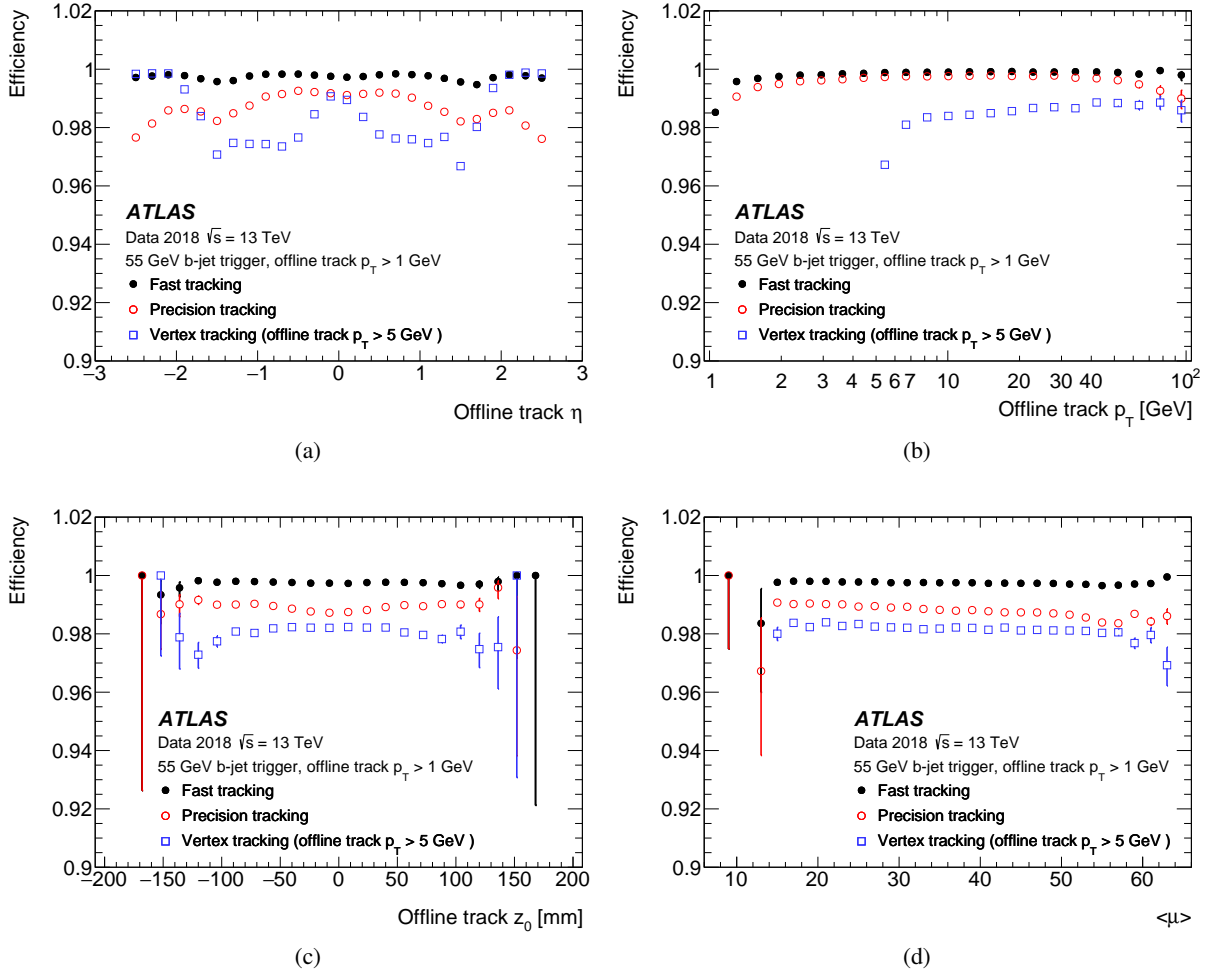 Efficiency
1.02
1
0.98
0.96
0.94
0.92
0.9
ATLAS
Data 2018 √s = 13 TeV
55 GeV b-jet trigger, offline track p_T > 1 GeV
Fast tracking
Precision tracking
Vertex tracking (offline track p_T > 5 GeV )
−3 −2 −1 0 1 2 3
Offline track η
(a)
Efficiency
1.02
1
0.98
0.96
0.94
0.92
0.9
ATLAS
Data 2018 √s = 13 TeV
55 GeV b-jet trigger, offline track p_T > 1 GeV
Fast tracking
Precision tracking
Vertex tracking (offline track p_T > 5 GeV )
1 2 3 4 5 6 7 10 20 30 40 10²
Offline track p_T [GeV]
(b)
Efficiency
1.02
1
0.98
0.96
0.94
0.92
0.9
ATLAS
Data 2018 √s = 13 TeV
55 GeV b-jet trigger, offline track p_T > 1 GeV
Fast tracking
Precision tracking
Vertex tracking (offline track p_T > 5 GeV )
−200 −150 −100 −50 0 50 100 150 200
Offline track z_0 [mm]
(c)
Efficiency
1.02
1
0.98
0.96
0.94
0.92
0.9
ATLAS
Data 2018 √s = 13 TeV
55 GeV b-jet trigger, offline track p_T > 1 GeV
Fast tracking
Precision tracking
Vertex tracking (offline track p_T > 5 GeV )
10 20 30 40 50 60
<μ>
(d)